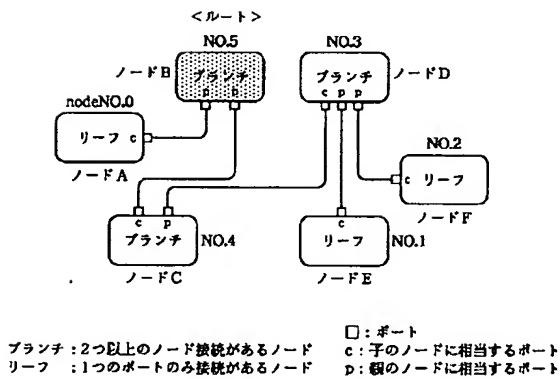 <ルート>
NO.5
NO.3
ノードB
ブランチ
p p
ブランチ
c p p
ノードD
nodeNO.0
リーフ c
ノードA
NO.2
c リーフ
ノードF
c p
ブランチ
NO.4
ノードC
c
リーフ
NO.1
ノードE
□:ポート
ブランチ:2つ以上のノード接続があるノード
c:子のノードに相当するポート
リーフ :1つのポートのみ接続があるノード
p:親のノードに相当するポート